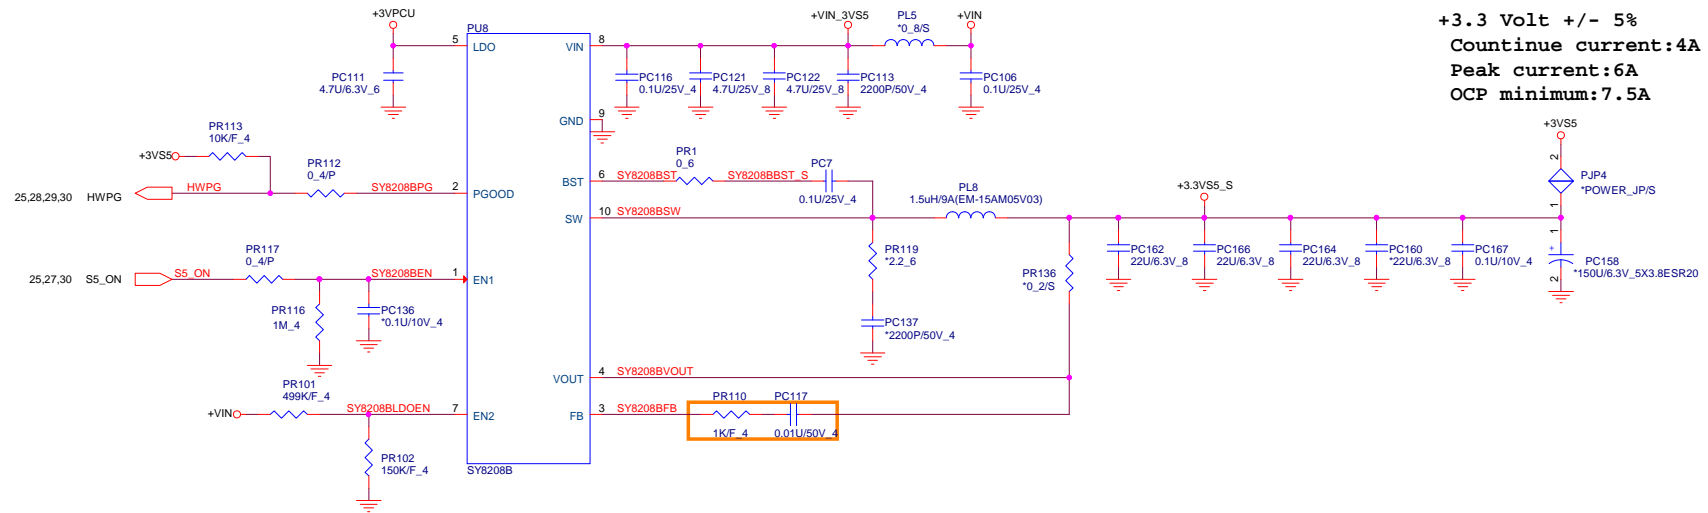 +3.3 Volt +/- 5%
Countinue current:4A
Peak current:6A
OCP minimum:7.5A
+3VPCU
PU8
5
LDO
PC111
4.7U/6.3V_6
VIN
8
+VIN_3VS5
PL5
*0_8/S
+VIN
PC116
0.1U/25V_4
PC121
4.7U/25V_8
PC122
4.7U/25V_8
PC113
2200P/50V_4
PC106
0.1U/25V_4
GND
9
PR113
10K/F_4
+3VS5
PR112
0_4/P
25,28,29,30
HWPG
HWPG
SY8208BPG
2
PGOOD
BST
6
SY8208BST
PR1
0_6
SY8208BBST_S
PC7
0.1U/25V_4
SW
10
SY8208BSW
PL8
1.5uH/9A(EM-15AM05V03)
+3.3VS5_S
+3VS5
2
PJP4
*POWER_JP/S
1
PR119
*2.2_6
PC137
*2200P/50V_4
PR136
*0_2/S
PC162
22U/6.3V_8
PC166
22U/6.3V_8
PC164
22U/6.3V_8
PC160
*22U/6.3V_8
PC167
0.1U/10V_4
1
+
PC158
*150U/6.3V_5X3.8ESR20
2
PR117
0_4/P
25,27,30
S5_ON
S5_ON
SY8208BEN
1
EN1
PR116
1M_4
PC136
*0.1U/10V_4
VOUT
4
SY8208BVOUT
PR101
499K/F_4
+VIN
SY8208BLDOEN
7
EN2
PR102
150K/F_4
FB
3
SY8208BFB
PR110
1K/F_4
PC117
0.01U/50V_4
SY8208B